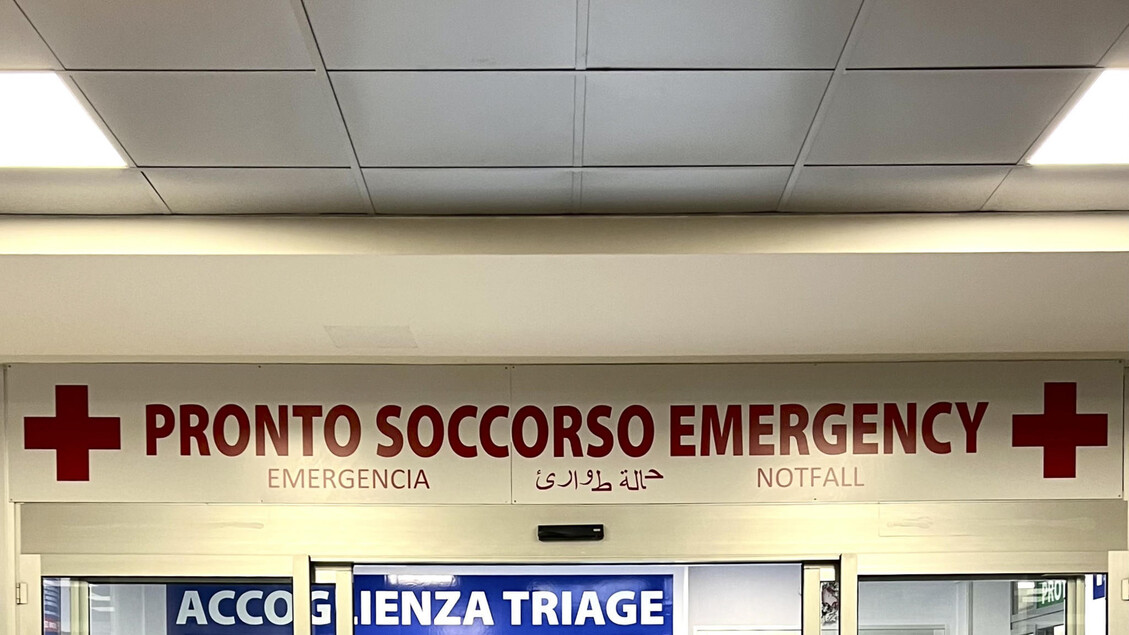 PRONTO SOCCORSO EMERGENCY
EMERGENCIA حالة طوارئ NOTFALL
ACCOGLIENZA TRIAGE